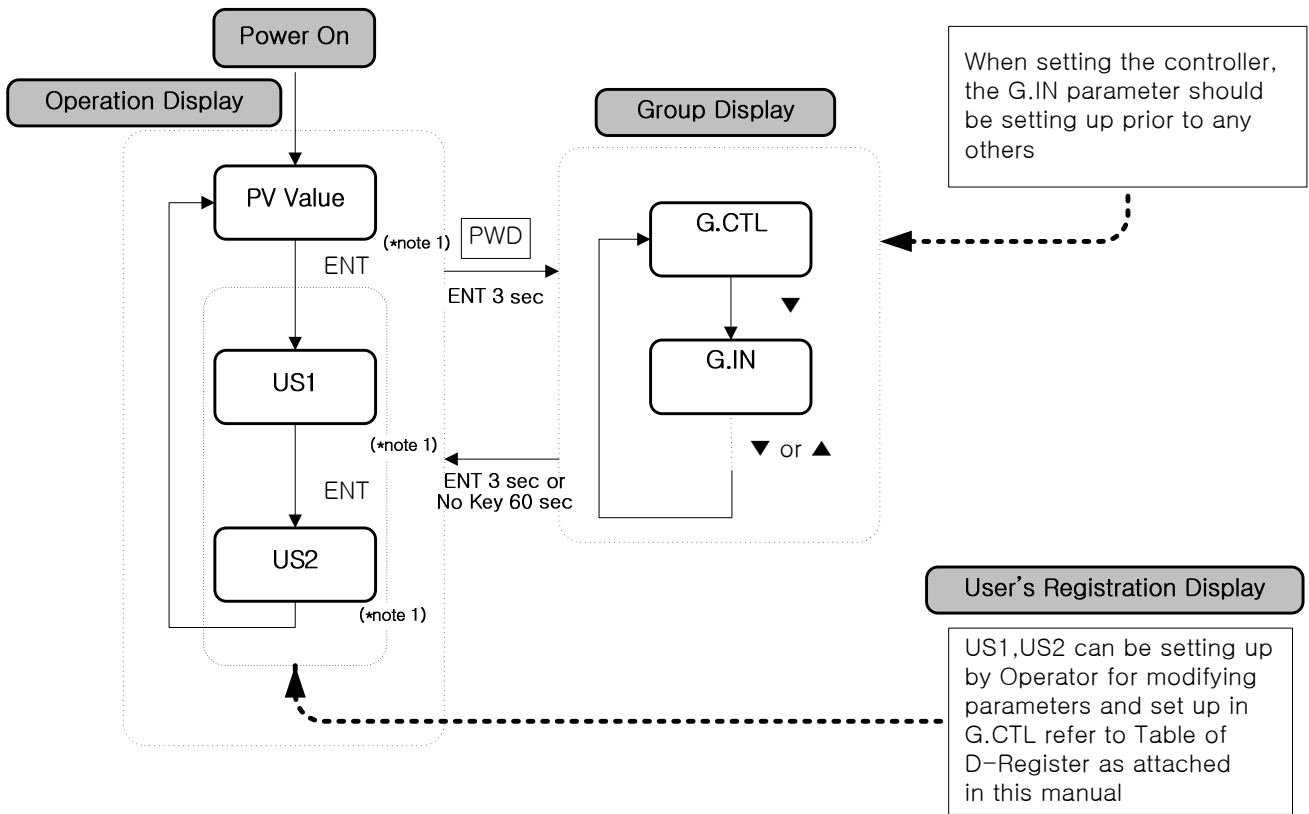 Power On
Operation Display
Group Display
When setting the controller,
the G.IN parameter should
be setting up prior to any
others
PV Value
(*note 1)
PWD
ENT
ENT 3 sec
G.CTL
▼
G.IN
▼ or ▲
US1
(*note 1)
ENT 3 sec or
No Key 60 sec
ENT
US2
(*note 1)
User's Registration Display
US1,US2 can be setting up
by Operator for modifying
parameters and set up in
G.CTL refer to Table of
D-Register as attached
in this manual